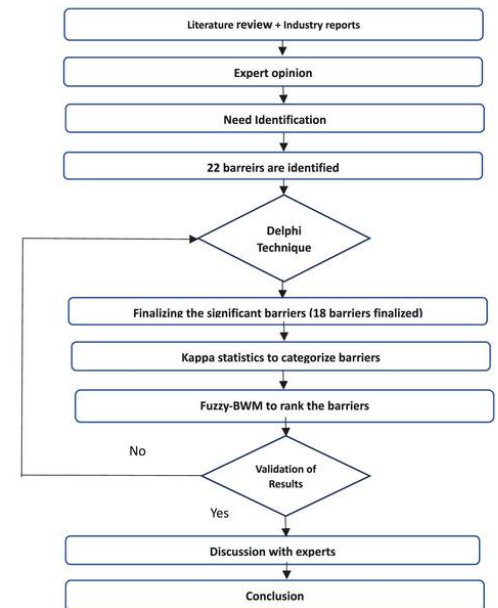 Literature review + Industry reports
Expert opinion
Need Identification
22 barreirs are identified
Delphi
Technique
Finalizing the significant barriers (18 barriers finalized)
Kappa statistics to categorize barriers
Fuzzy-BWM to rank the barriers
No
Validation of
Results
Yes
Discussion with experts
Conclusion